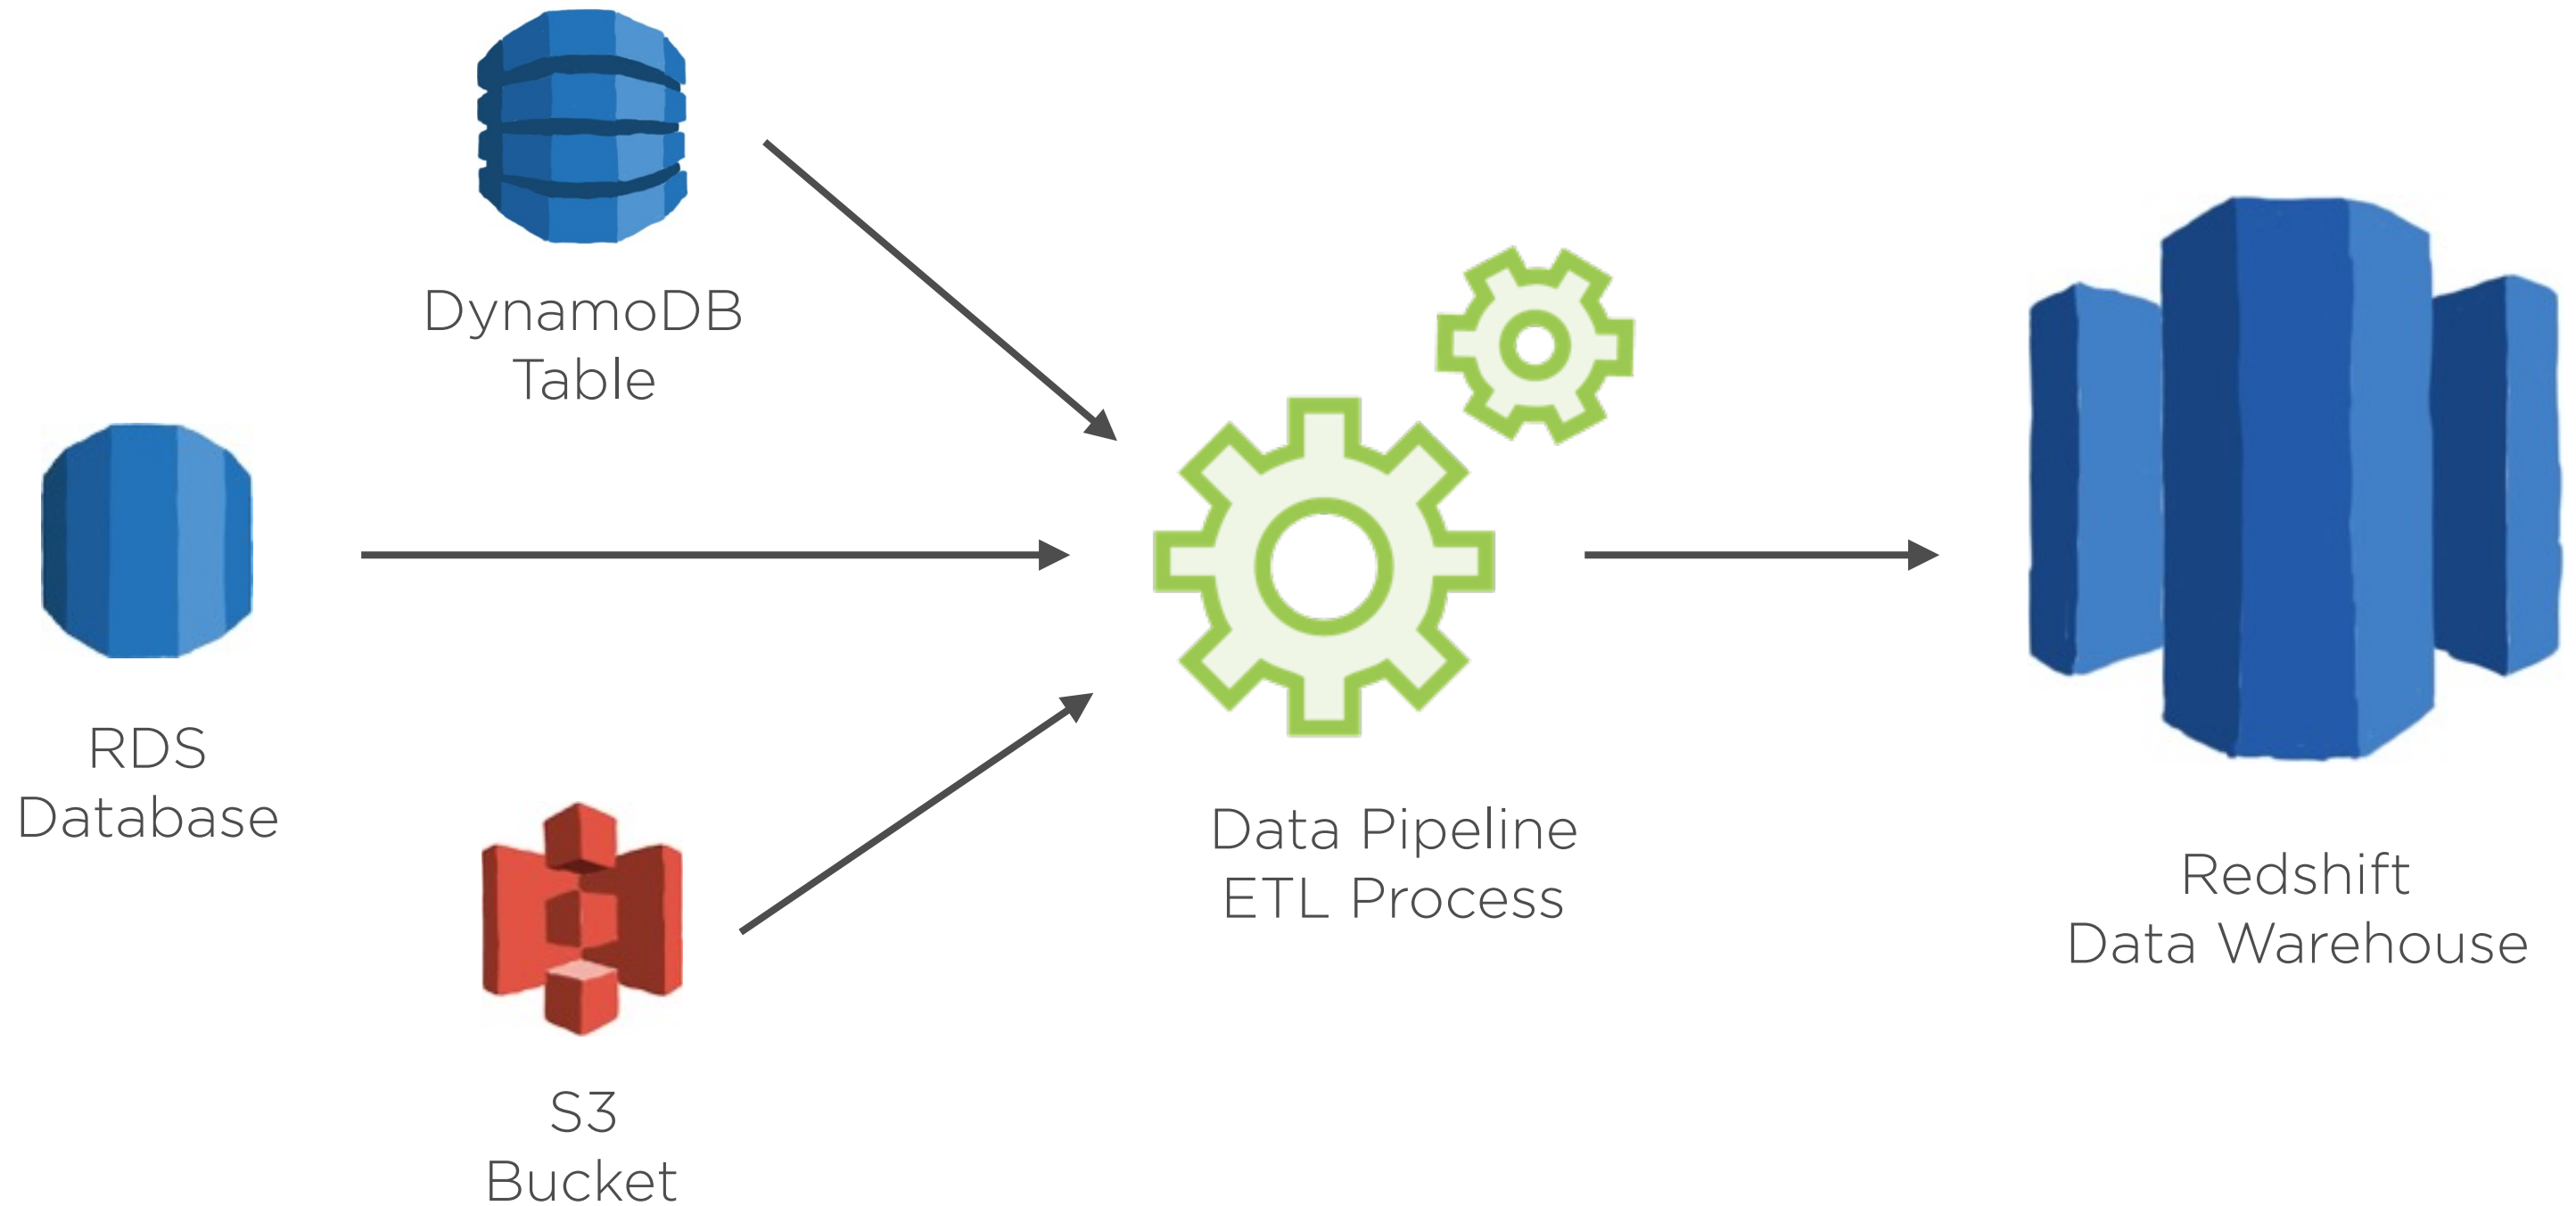 DynamoDB
Table
RDS
Database
S3
Bucket
Data Pipeline
ETL Process
Redshift
Data Warehouse